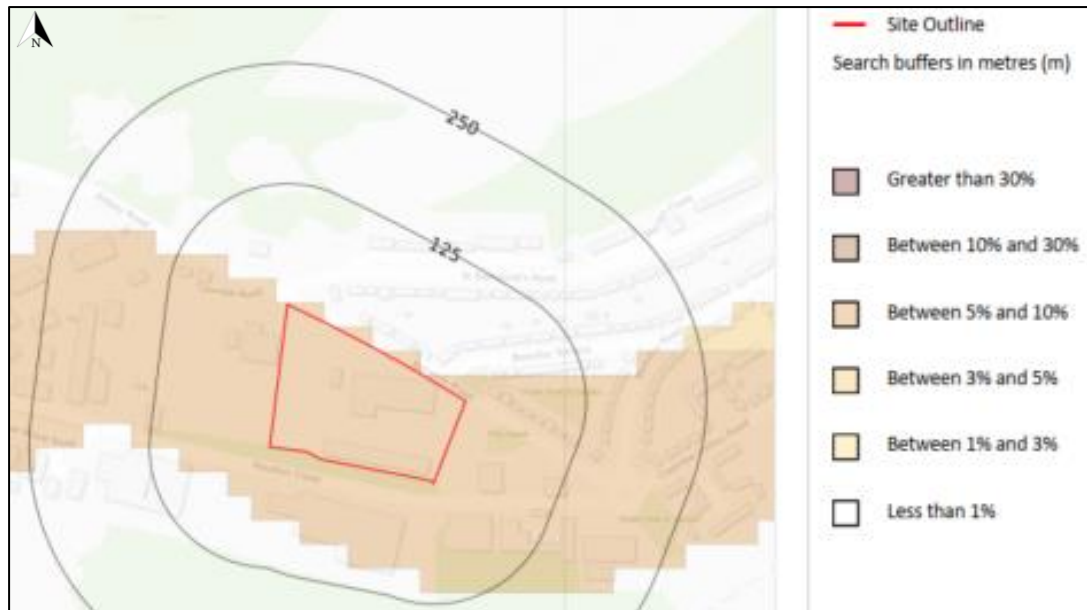 N
Site Outline
Search buffers in metres (m)
250
125
Greater than 30%
Between 10% and 30%
Between 5% and 10%
Between 3% and 5%
Between 1% and 3%
Less than 1%